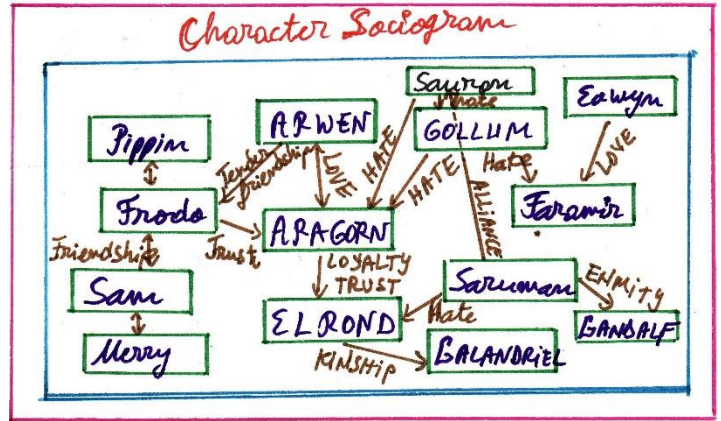 Character Sociogram
Sauron
hate
Eowyn
ARWEN
GOLLUM
Pippin
Tender
friendship
LOVE
HATE
HATE
Hate
LOVE
Frodo
Faramir
ARAGORN
ALLIANCE
Friendship
Trust
LOYALTY
TRUST
Saruman
ENMITY
Sam
Hate
ELROND
GANDALF
Merry
KINSHIP
GALANDRIEL